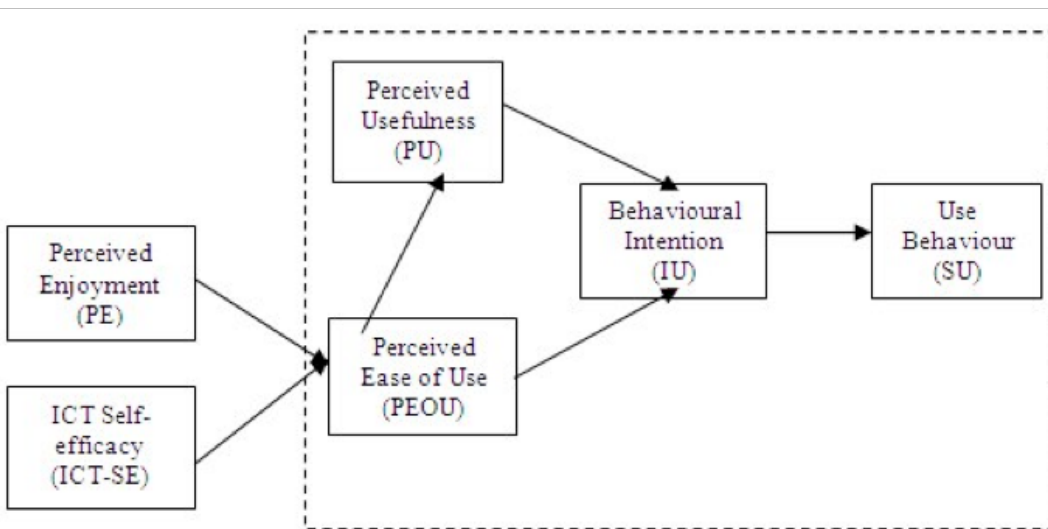 Perceived
Usefulness
(PU)
Behavioural
Intention
(IU)
Use
Behaviour
(SU)
Perceived
Enjoyment
(PE)
Perceived
Ease of Use
(PEOU)
ICT Self-
efficacy
(ICT-SE)